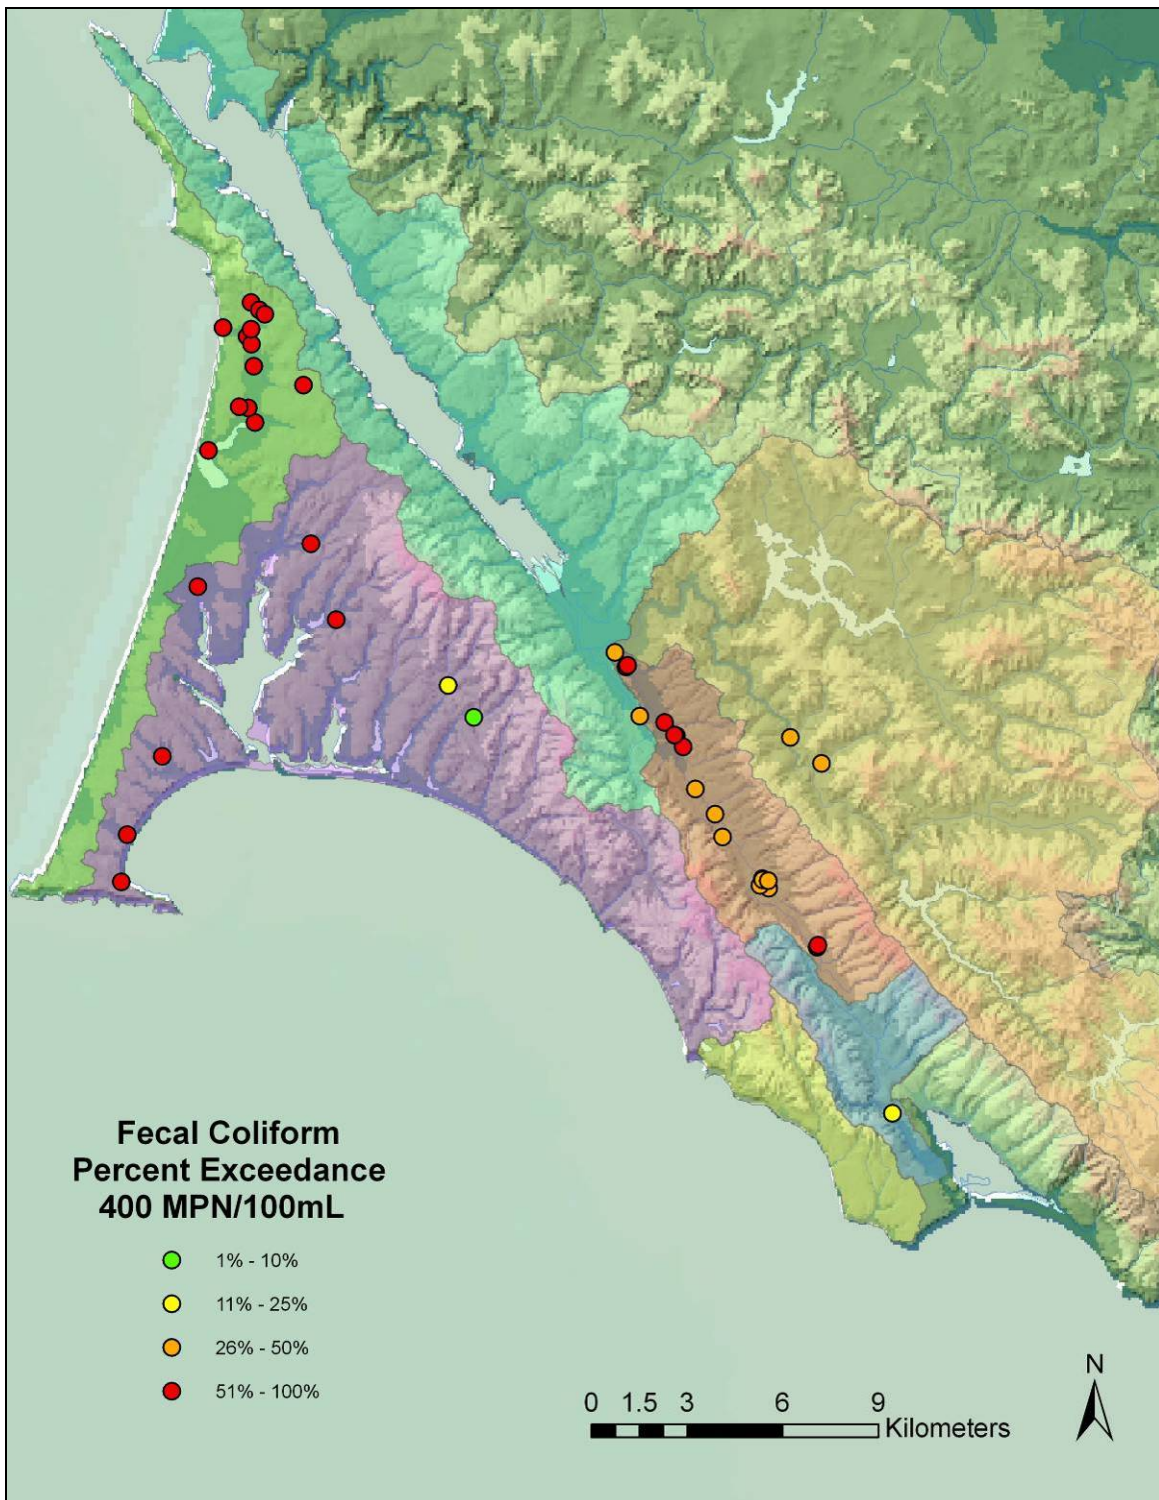 Fecal Coliform
Percent Exceedance
400 MPN/100mL
1% - 10%
11% - 25%
26% - 50%
51% - 100%
N
0 1.5 3 6 9
Kilometers